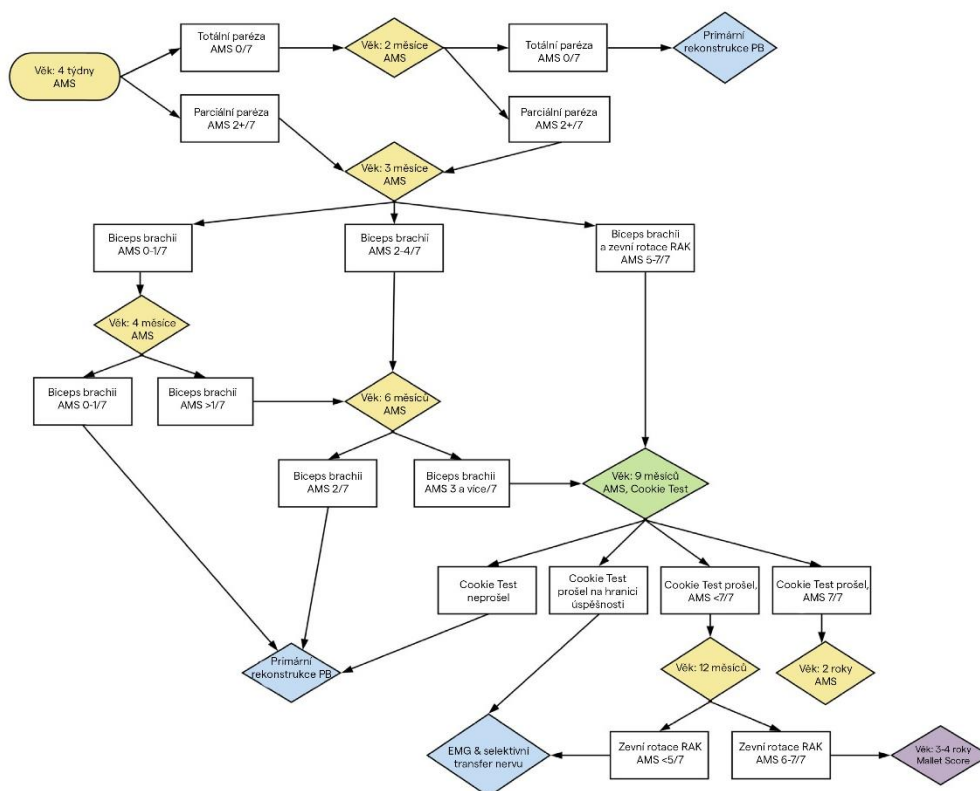 Věk: 4 týdny
AMS
Totální paréza
AMS 0/7
Věk: 2 měsíce
AMS
Totální paréza
AMS 0/7
Primární
rekonstrukce PB
Parciální paréza
AMS 2+/7
Parciální paréza
AMS 2+/7
Věk: 3 měsíce
AMS
Biceps brachii
AMS 0-1/7
Biceps brachii
AMS 2-4/7
Biceps brachii
a zevní rotace RAK
AMS 5-7/7
Věk: 4 měsíce
AMS
Biceps brachii
AMS 0-1/7
Biceps brachii
AMS >1/7
Věk: 6 měsíců
AMS
Biceps brachii
AMS 2/7
Biceps brachii
AMS 3 a více/7
Věk: 9 měsíců
AMS, Cookie Test
Cookie Test
neprošel
Cookie Test
prošel na hranici
úspěšnosti
Cookie Test prošel,
AMS <7/7
Cookie Test prošel,
AMS 7/7
Primární
rekonstrukce PB
Věk: 12 měsíců
Věk: 2 roky
AMS
EMG & selektivní
transfer nervu
Zevní rotace RAK
AMS <5/7
Zevní rotace RAK
AMS 6-7/7
Věk: 3-4 roky
Mallet Score